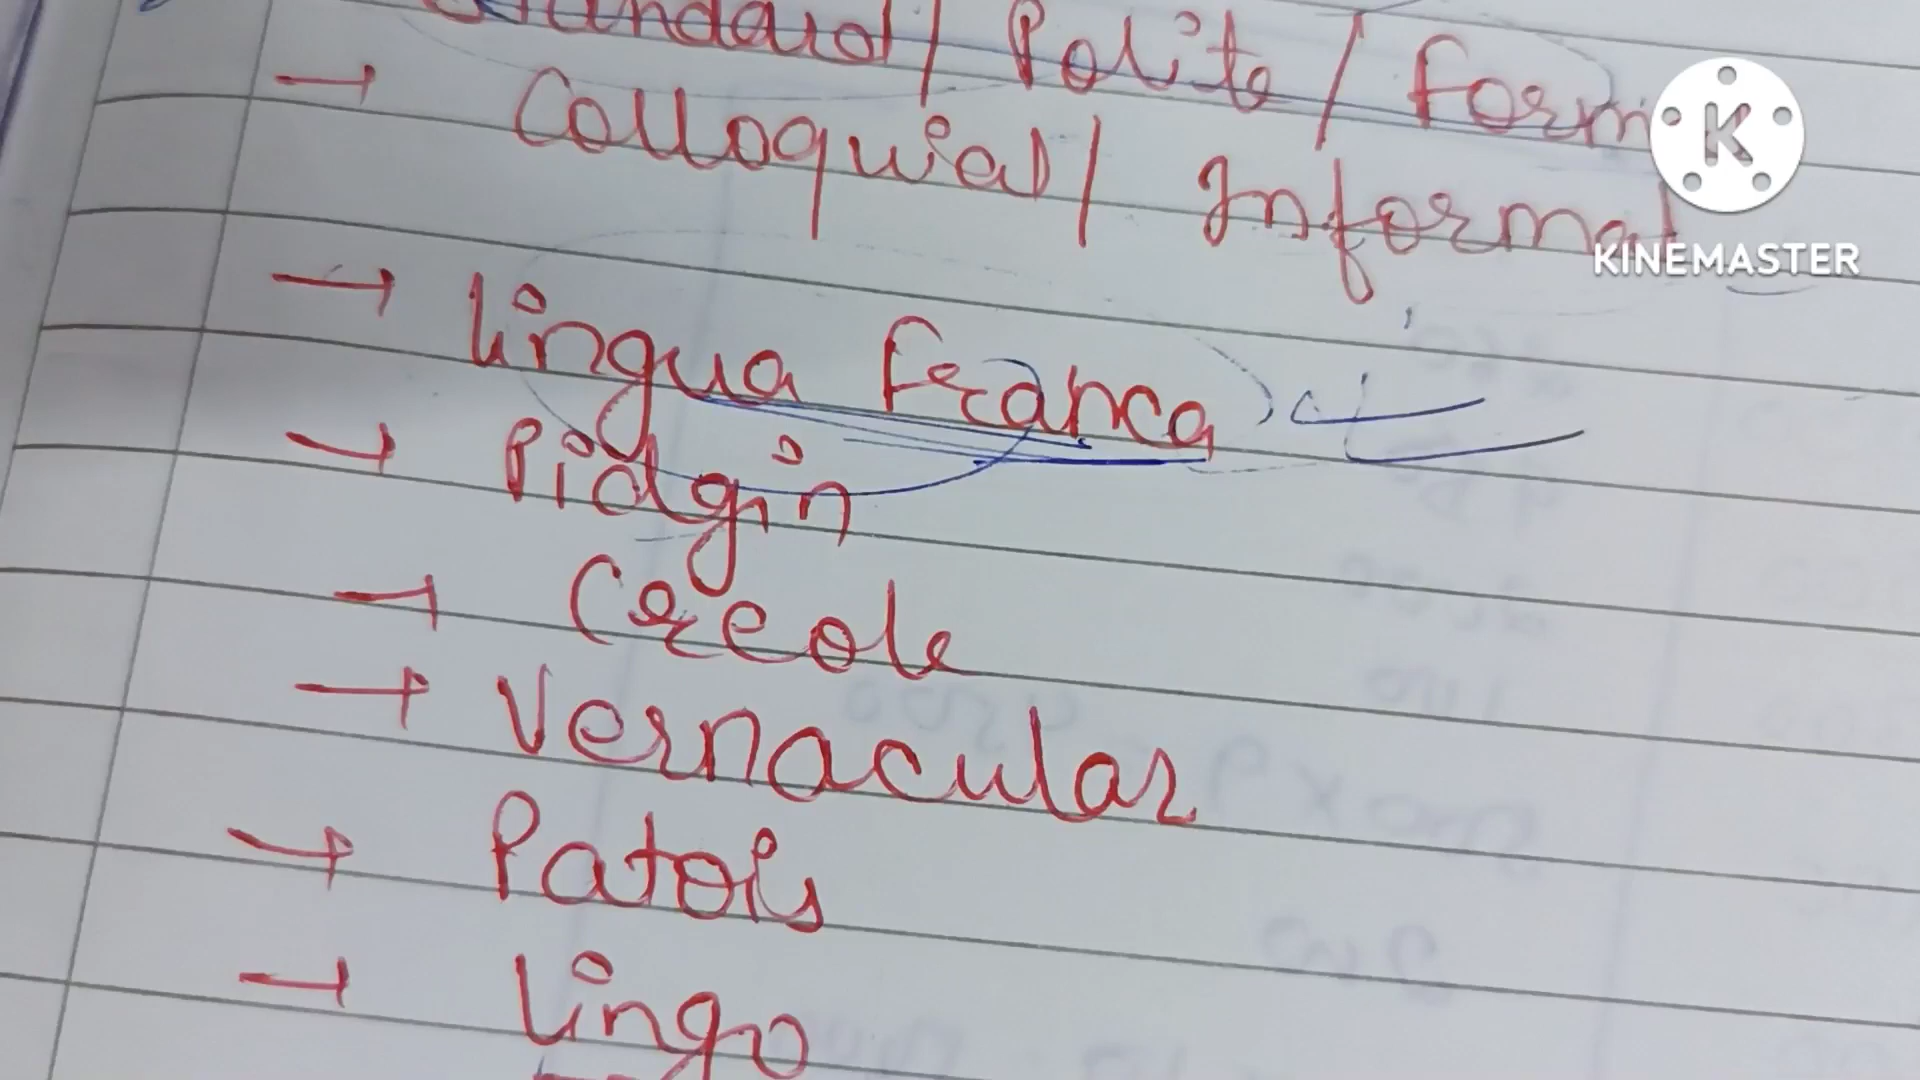 Standard / Polite / Form
→ Colloquial / Informal
KINEMASTER
→ Lingua Franca
→ Pidgin
→ Creole
→ Vernacular
→ Patois
→ Lingo